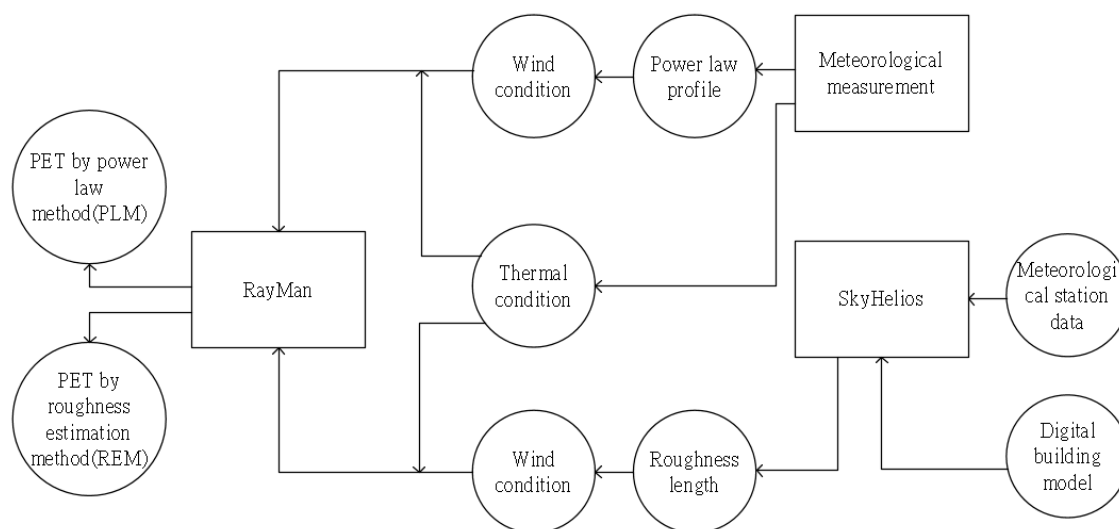 Wind
condition
Power law
profile
Meteorological
measurement
PET by power
law
method(PLM)
RayMan
Thermal
condition
SkyHelios
Meteorologi
cal station
data
PET by
roughness
estimation
method(REM)
Wind
condition
Roughness
length
Digital
building
model